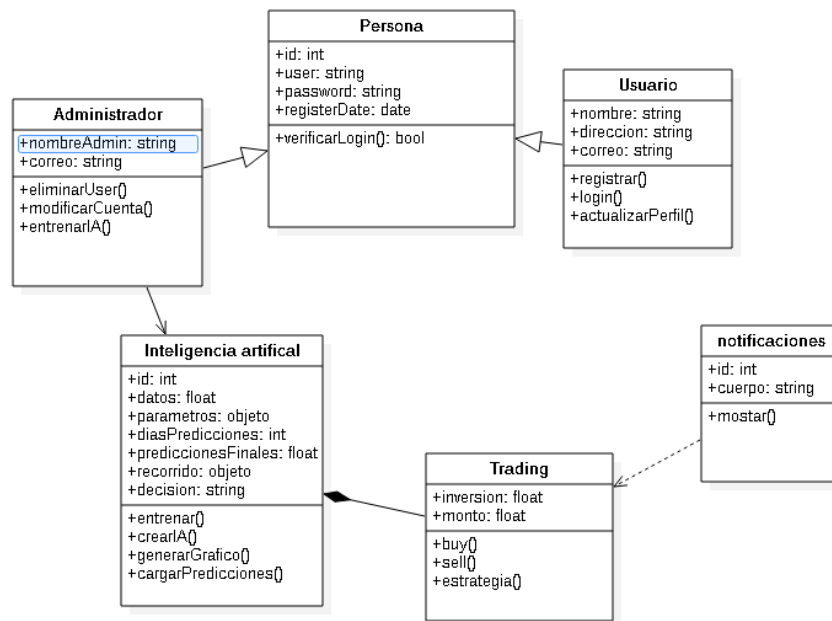 Persona
+id: int
+user: string
+password: string
+registerDate: date
+verificarLogin(): bool
Usuario
+nombre: string
+direccion: string
+correo: string
+registrar()
+login()
+actualizarPerfil()
Administrador
+nombreAdmin: string
+correo: string
+eliminarUser()
+modificarCuenta()
+entrenarIA()
Inteligencia artifical
+id: int
+datos: float
+parametros: objeto
+diasPredicciones: int
+prediccionesFinales: float
+recorrido: objeto
+decision: string
+entrenar()
+crearIA()
+generarGrafico()
+cargarPredicciones()
notificaciones
+id: int
+cuerpo: string
+mostar()
Trading
+inversion: float
+monto: float
+buy()
+sell()
+estrategia()